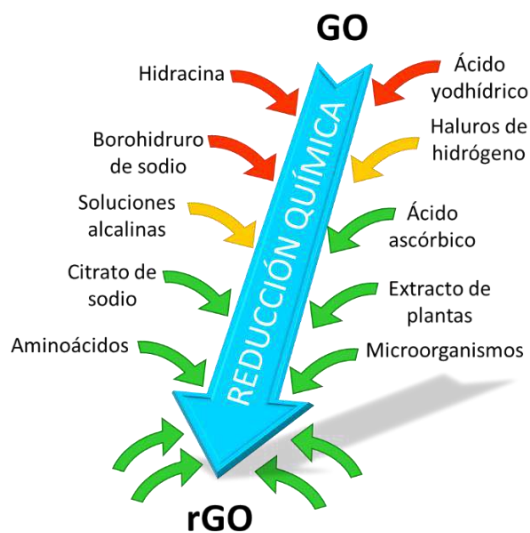 GO
Hidracina
Ácido
yodhídrico
Borohidruro
de sodio
Haluros de
hidrógeno
Soluciones
alcalinas
Ácido
ascórbico
Citrato de
sodio
Extracto de
plantas
Aminoácidos
Microorganismos
REDUCCIÓN QUÍMICA
rGO